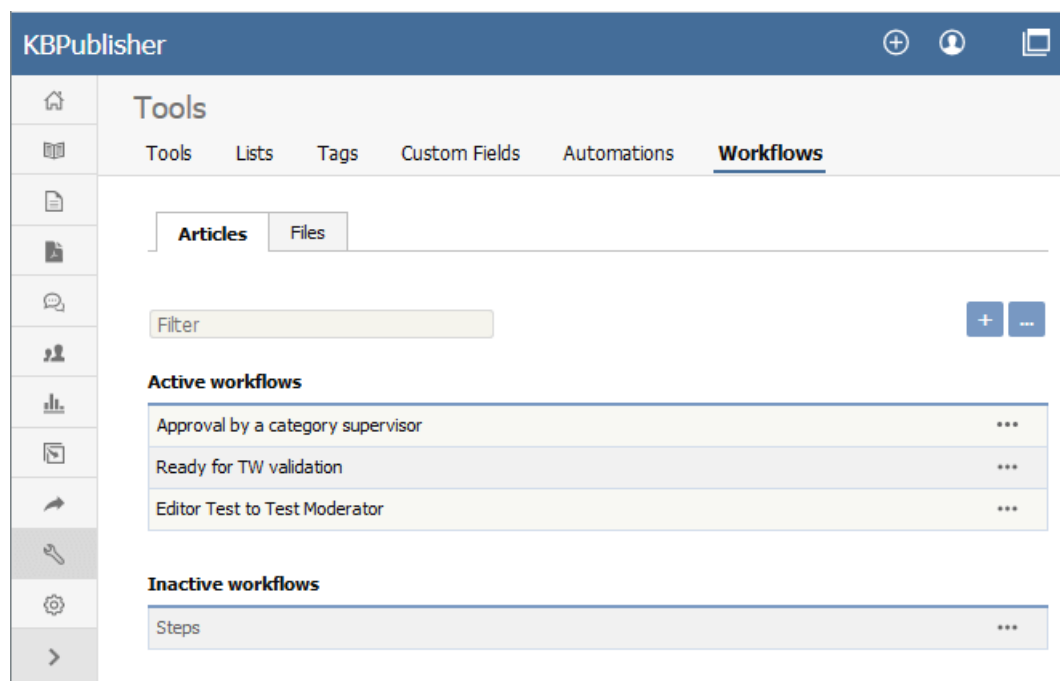 KBPublisher
Tools
Tools Lists Tags Custom Fields Automations Workflows
Articles Files
Filter
+ ...
Active workflows
Approval by a category supervisor
Ready for TW validation
Editor Test to Test Moderator
Inactive workflows
Steps